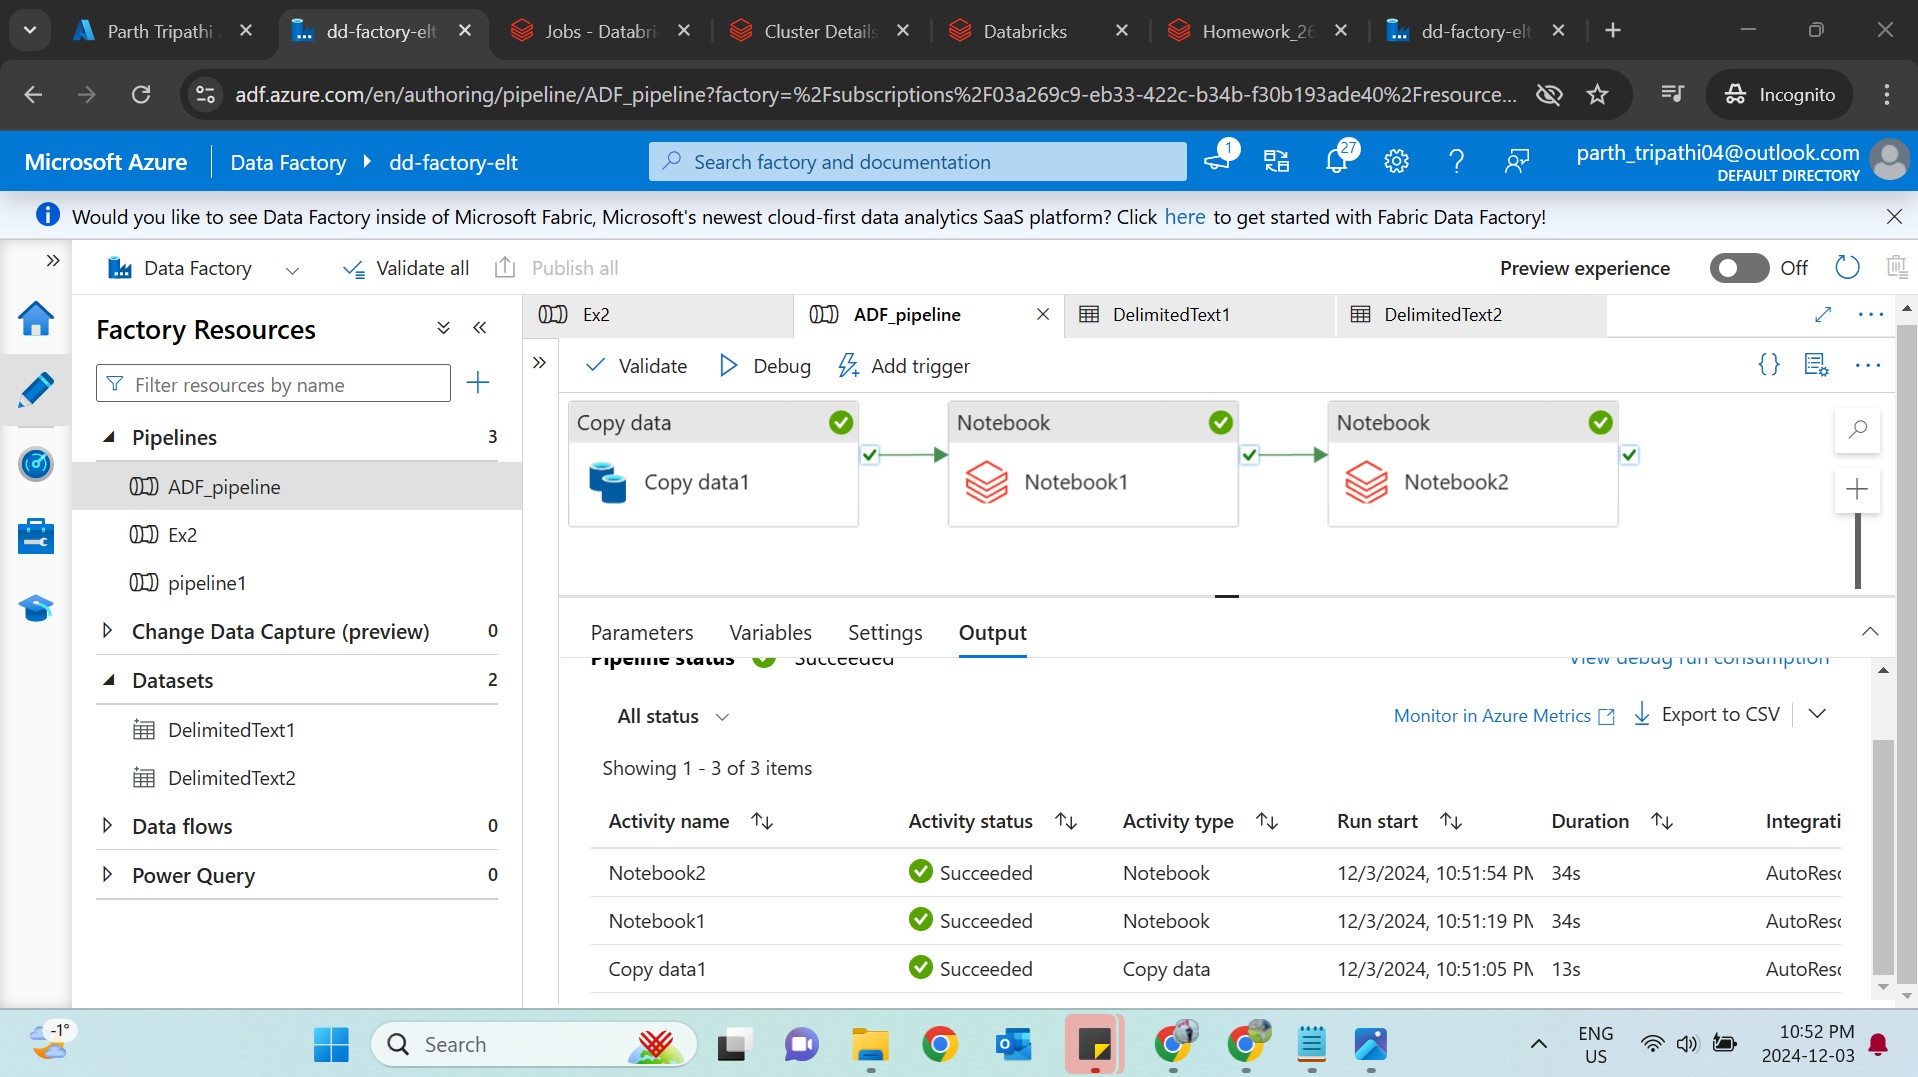 Parth Tripathi
dd-factory-elt
Jobs - Databri
Cluster Details
Databricks
Homework_26
dd-factory-elt
adf.azure.com/en/authoring/pipeline/ADF_pipeline?factory=%2Fsubscriptions%2F03a269c9-eb33-422c-b34b-f30b193ade40%2Fresource...
Incognito
Microsoft Azure
Data Factory
dd-factory-elt
Search factory and documentation
1
27
parth_tripathi04@outlook.com
DEFAULT DIRECTORY
Would you like to see Data Factory inside of Microsoft Fabric, Microsoft's newest cloud-first data analytics SaaS platform? Click here to get started with Fabric Data Factory!
Data Factory
Validate all
Publish all
Preview experience
Off
Factory Resources
Filter resources by name
Pipelines 3
ADF_pipeline
Ex2
pipeline1
Change Data Capture (preview) 0
Datasets 2
DelimitedText1
DelimitedText2
Data flows 0
Power Query 0
Ex2
ADF_pipeline
DelimitedText1
DelimitedText2
Validate
Debug
Add trigger
{}
Copy data
Copy data1
Notebook
Notebook1
Notebook
Notebook2
Parameters
Variables
Settings
Output
Pipeline status
Succeeded
View debug run consumption
All status
Monitor in Azure Metrics
Export to CSV
Showing 1 - 3 of 3 items
Activity name Activity status Activity type Run start Duration Integrati
Notebook2 Succeeded Notebook 12/3/2024, 10:51:54 PM 34s AutoReso
Notebook1 Succeeded Notebook 12/3/2024, 10:51:19 PM 34s AutoReso
Copy data1 Succeeded Copy data 12/3/2024, 10:51:05 PM 13s AutoReso
-1°
Search
ENG
US
10:52 PM
2024-12-03